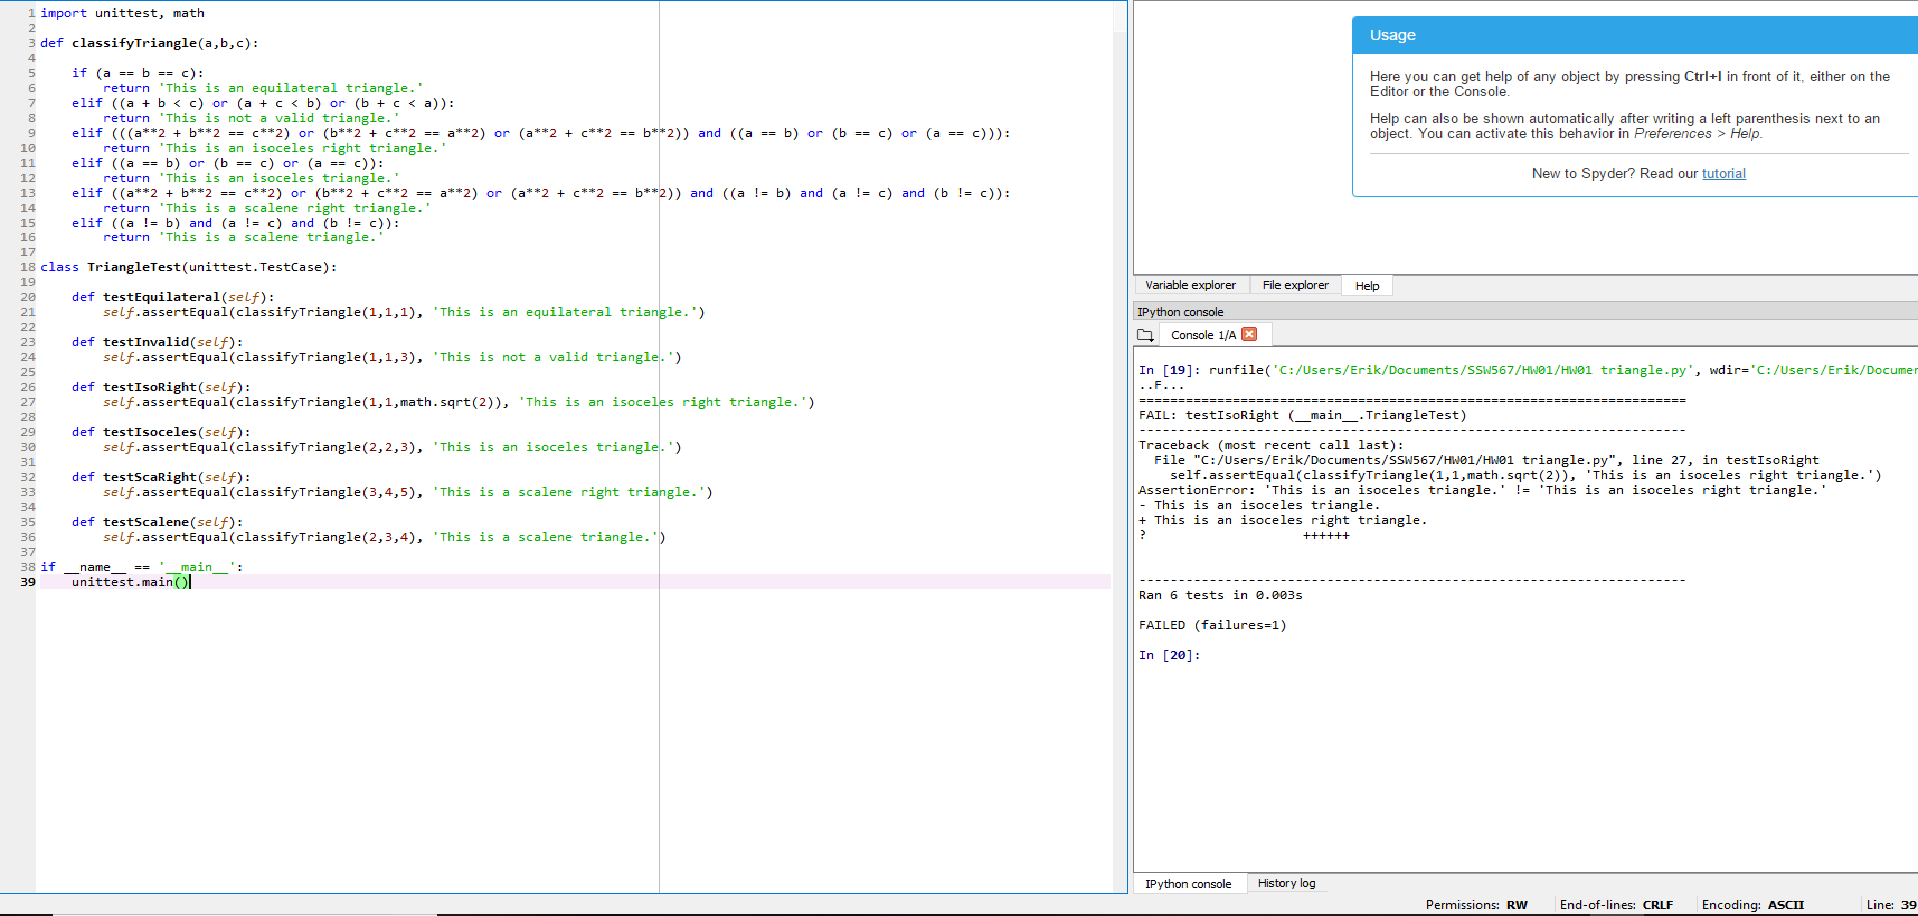 1 import unittest, math
2
3 def classifyTriangle(a,b,c):
4
5     if (a == b == c):
6         return 'This is an equilateral triangle.'
7     elif ((a + b < c) or (a + c < b) or (b + c < a)):
8         return 'This is not a valid triangle.'
9     elif (((a**2 + b**2 == c**2) or (b**2 + c**2 == a**2) or (a**2 + c**2 == b**2)) and ((a == b) or (b == c) or (a == c))):
10         return 'This is an isoceles right triangle.'
11     elif ((a == b) or (b == c) or (a == c)):
12         return 'This is an isoceles triangle.'
13     elif ((a**2 + b**2 == c**2) or (b**2 + c**2 == a**2) or (a**2 + c**2 == b**2)) and ((a != b) and (a != c) and (b != c)):
14         return 'This is a scalene right triangle.'
15     elif ((a != b) and (a != c) and (b != c)):
16         return 'This is a scalene triangle.'
17
18 class TriangleTest(unittest.TestCase):
19
20     def testEquilateral(self):
21         self.assertEqual(classifyTriangle(1,1,1), 'This is an equilateral triangle.')
22
23     def testInvalid(self):
24         self.assertEqual(classifyTriangle(1,1,3), 'This is not a valid triangle.')
25
26     def testIsoRight(self):
27         self.assertEqual(classifyTriangle(1,1,math.sqrt(2)), 'This is an isoceles right triangle.')
28
29     def testIsoceles(self):
30         self.assertEqual(classifyTriangle(2,2,3), 'This is an isoceles triangle.')
31
32     def testScaRight(self):
33         self.assertEqual(classifyTriangle(3,4,5), 'This is a scalene right triangle.')
34
35     def testScalene(self):
36         self.assertEqual(classifyTriangle(2,3,4), 'This is a scalene triangle.')
37
38 if __name__ == '__main__':
39     unittest.main()
Usage
Here you can get help of any object by pressing Ctrl+I in front of it, either on the
Editor or the Console.
Help can also be shown automatically after writing a left parenthesis next to an
object. You can activate this behavior in Preferences > Help.
New to Spyder? Read our tutorial
Variable explorer File explorer Help
IPython console
Console 1/A
In [19]: runfile('C:/Users/Erik/Documents/SSW567/HW01/HW01 triangle.py', wdir='C:/Users/Erik/Documen
..F...
======================================================================
FAIL: testIsoRight (__main__.TriangleTest)
----------------------------------------------------------------------
Traceback (most recent call last):
  File "C:/Users/Erik/Documents/SSW567/HW01/HW01 triangle.py", line 27, in testIsoRight
    self.assertEqual(classifyTriangle(1,1,math.sqrt(2)), 'This is an isoceles right triangle.')
AssertionError: 'This is an isoceles triangle.' != 'This is an isoceles right triangle.'
- This is an isoceles triangle.
+ This is an isoceles right triangle.
?                     ++++++
----------------------------------------------------------------------
Ran 6 tests in 0.003s
FAILED (failures=1)
In [20]:
IPython console History log
Permissions: RW End-of-lines: CRLF Encoding: ASCII Line: 39